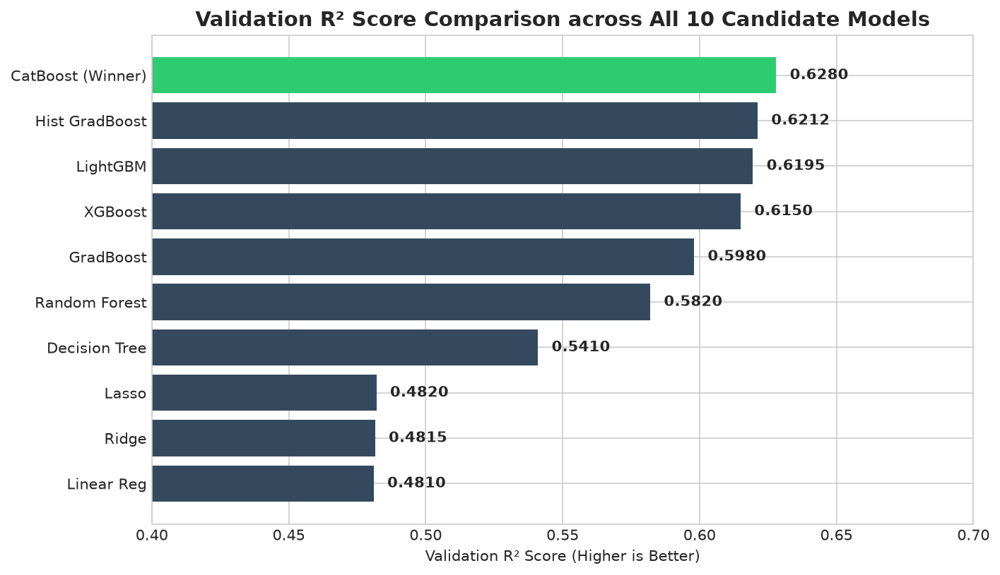 Validation R² Score Comparison across All 10 Candidate Models
CatBoost (Winner) 0.6280
Hist GradBoost 0.6212
LightGBM 0.6195
XGBoost 0.6150
GradBoost 0.5980
Random Forest 0.5820
Decision Tree 0.5410
Lasso 0.4820
Ridge 0.4815
Linear Reg 0.4810
0.40 0.45 0.50 0.55 0.60 0.65 0.70
Validation R² Score (Higher is Better)